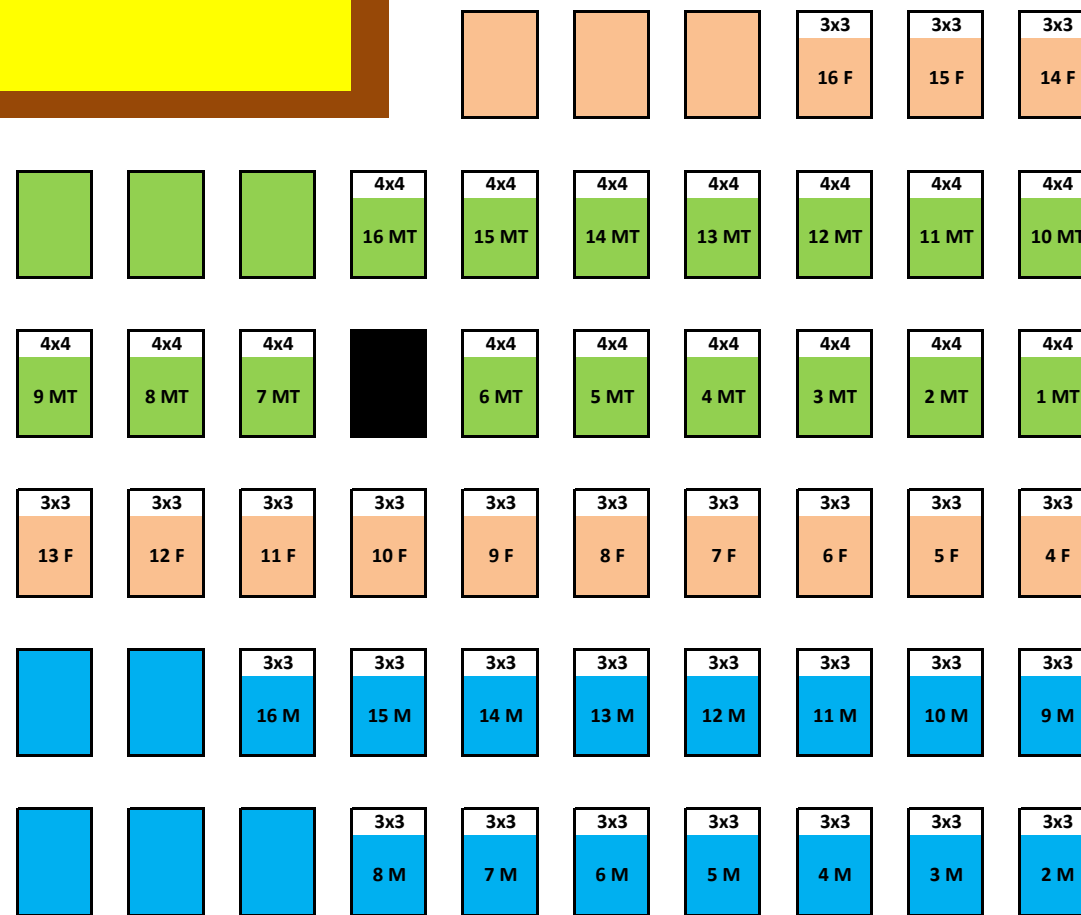 3x3 3x3 3x3
16 F 15 F 14 F
4x4 4x4 4x4 4x4 4x4 4x4 4x4
16 MT 15 MT 14 MT 13 MT 12 MT 11 MT 10 MT
4x4 4x4 4x4 4x4 4x4 4x4 4x4 4x4 4x4
9 MT 8 MT 7 MT 6 MT 5 MT 4 MT 3 MT 2 MT 1 MT
3x3 3x3 3x3 3x3 3x3 3x3 3x3 3x3 3x3 3x3
13 F 12 F 11 F 10 F 9 F 8 F 7 F 6 F 5 F 4 F
3x3 3x3 3x3 3x3 3x3 3x3 3x3 3x3
16 M 15 M 14 M 13 M 12 M 11 M 10 M 9 M
3x3 3x3 3x3 3x3 3x3 3x3 3x3
8 M 7 M 6 M 5 M 4 M 3 M 2 M